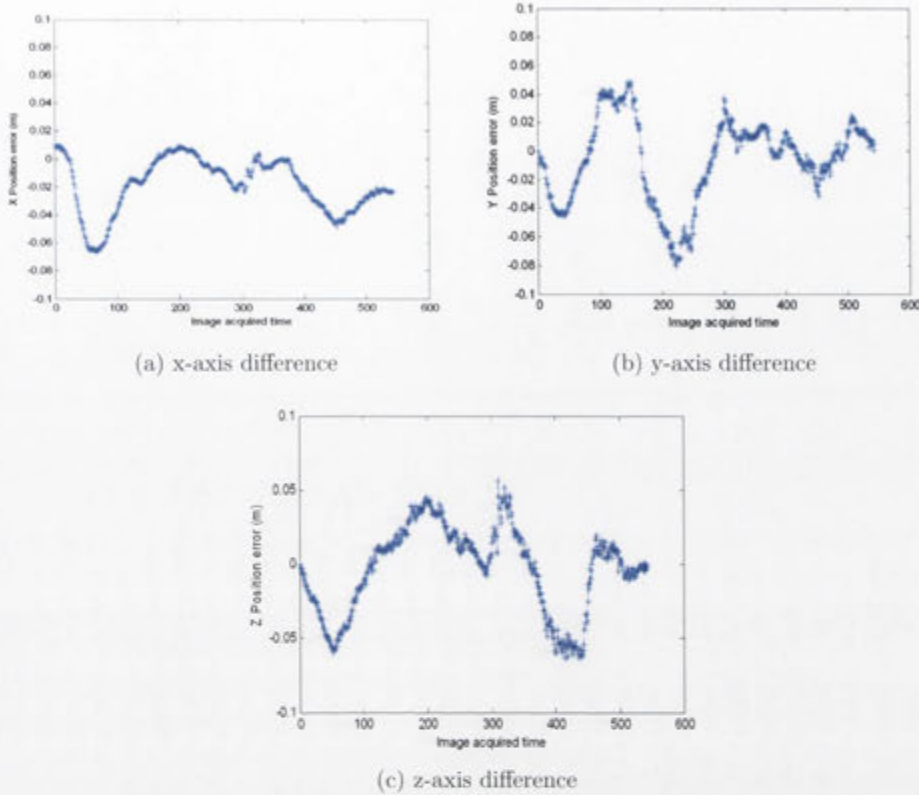 0.1
0.08
0.06
0.04
0.02
0
-0.02
-0.04
-0.06
-0.08
-0.1
X Position error (m)
0 100 200 300 400 500 600
Image acquired time
(a) x-axis difference
0.1
0.08
0.06
0.04
0.02
0
-0.02
-0.04
-0.06
-0.08
-0.1
Y Position error (m)
0 100 200 300 400 500 600
Image acquired time
(b) y-axis difference
0.1
0.05
0
-0.05
-0.1
Z Position error (m)
0 100 200 300 400 500 600
Image acquired time
(c) z-axis difference